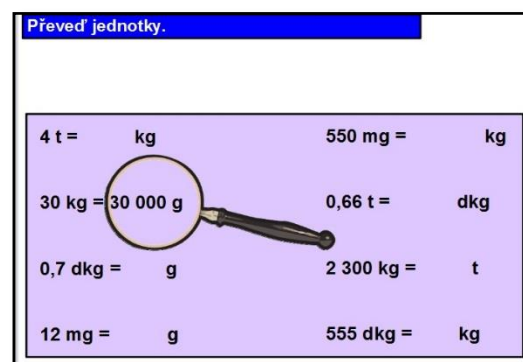 Převeď jednotky.
4 t = kg
550 mg = kg
30 kg = 30 000 g
0,66 t = dkg
0,7 dkg = g
2 300 kg = t
12 mg = g
555 dkg = kg